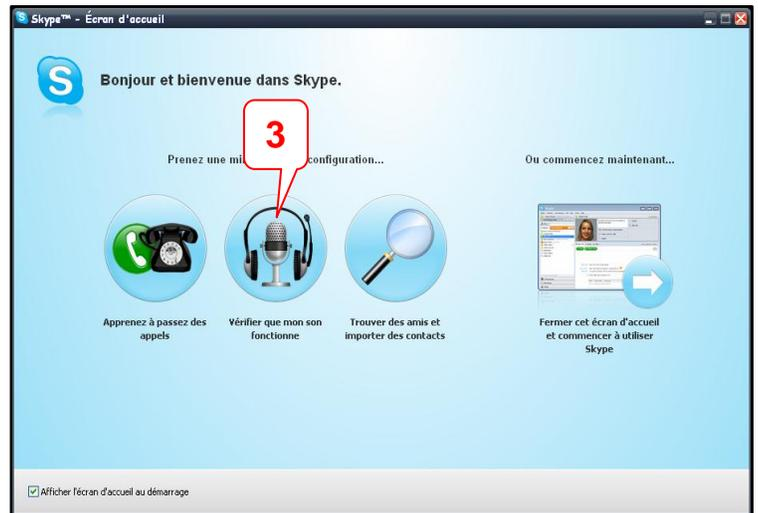 Skype™ - Écran d'accueil
S
Bonjour et bienvenue dans Skype.
3
Prenez une configuration...
Ou commencez maintenant...
Apprenez à passez des
appels
Vérifier que mon son
fonctionne
Trouver des amis et
importer des contacts
Fermer cet écran d'accueil
et commencer à utiliser
Skype
Afficher l'écran d'accueil au démarrage